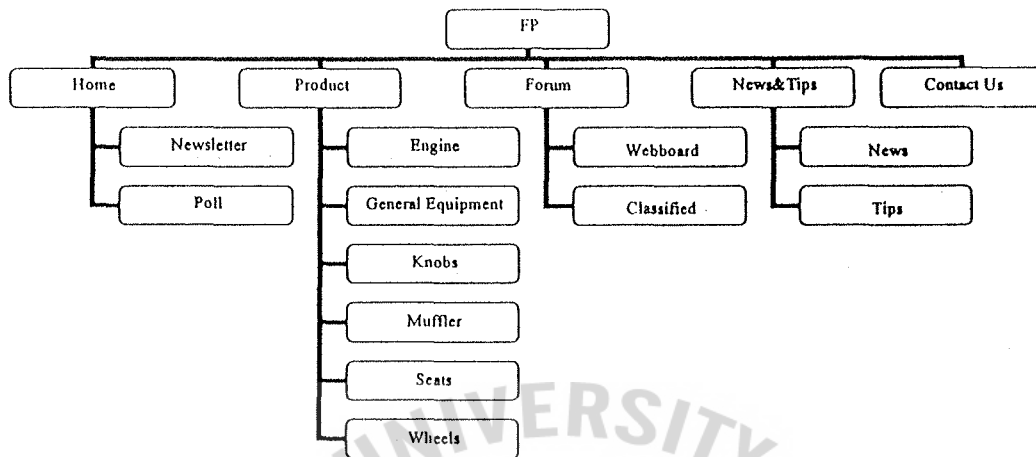 FP
Home
Product
Forum
News&Tips
Contact Us
Newsletter
Poll
Engine
General Equipment
Knobs
Muffler
Seats
Wheels
Webboard
Classified
News
Tips
UNIVERSITY